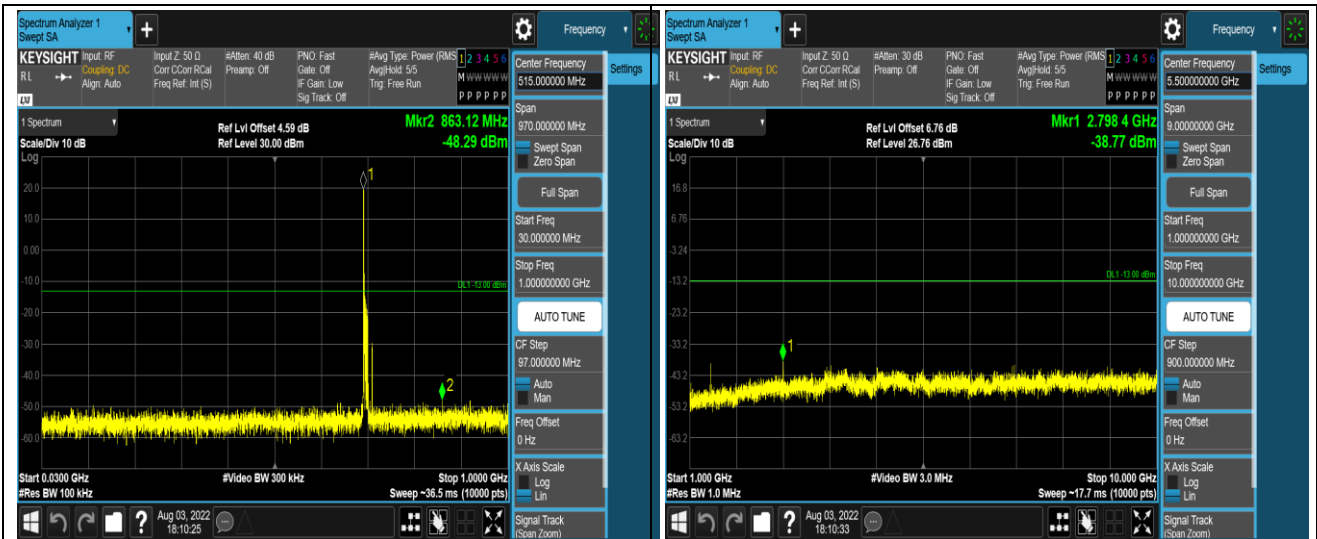 Spectrum Analyzer 1
Swept SA
+
Frequency
KEYSIGHT
Input: RF
Input Z: 50 Ω
#Atten: 40 dB
PNO: Fast
#Avg Type: Power (RMS
1 2 3 4 5 6
RL
Coupling: DC
Corr CCorr RCal
Preamp: Off
Gate: Off
Avg|Hold: 5/5
M W W W W W
Align: Auto
Freq Ref: Int (S)
IF Gain: Low
Trig: Free Run
Sig Track: Off
P P P P P P
LXI
Center Frequency
515.000000 MHz
Settings
1 Spectrum
Ref Lvl Offset 4.59 dB
Mkr2 863.12 MHz
Scale/Div 10 dB
Ref Level 30.00 dBm
-48.29 dBm
Log
20.0
10.0
0.00
-10.0
-20.0
-30.0
-40.0
-50.0
-60.0
1
DL1 -13.00 dBm
2
Start 0.0300 GHz
#Video BW 300 kHz
Stop 1.0000 GHz
#Res BW 100 kHz
Sweep ~36.5 ms (10000 pts)
Span
970.000000 MHz
Swept Span
Zero Span
Full Span
Start Freq
30.000000 MHz
Stop Freq
1.000000000 GHz
AUTO TUNE
CF Step
97.000000 MHz
Auto
Man
Freq Offset
0 Hz
X Axis Scale
Log
Lin
Signal Track
(Span Zoom)
?
Aug 03, 2022
18:10:25
Spectrum Analyzer 1
Swept SA
+
Frequency
KEYSIGHT
Input: RF
Input Z: 50 Ω
#Atten: 30 dB
PNO: Fast
#Avg Type: Power (RMS
1 2 3 4 5 6
RL
Coupling: DC
Corr CCorr RCal
Preamp: Off
Gate: Off
Avg|Hold: 5/5
M W W W W W
Align: Auto
Freq Ref: Int (S)
IF Gain: Low
Trig: Free Run
Sig Track: Off
P P P P P P
LXI
Center Frequency
5.500000000 GHz
Settings
1 Spectrum
Ref Lvl Offset 6.76 dB
Mkr1 2.798 4 GHz
Scale/Div 10 dB
Ref Level 26.76 dBm
-38.77 dBm
Log
16.8
6.76
-3.24
-13.2
-23.2
-33.2
-43.2
-53.2
-63.2
DL1 -13.00 dBm
1
Start 1.000 GHz
#Video BW 3.0 MHz
Stop 10.000 GHz
#Res BW 1.0 MHz
Sweep ~17.7 ms (10000 pts)
Span
9.00000000 GHz
Swept Span
Zero Span
Full Span
Start Freq
1.000000000 GHz
Stop Freq
10.000000000 GHz
AUTO TUNE
CF Step
900.000000 MHz
Auto
Man
Freq Offset
0 Hz
X Axis Scale
Log
Lin
Signal Track
(Span Zoom)
?
Aug 03, 2022
18:10:33